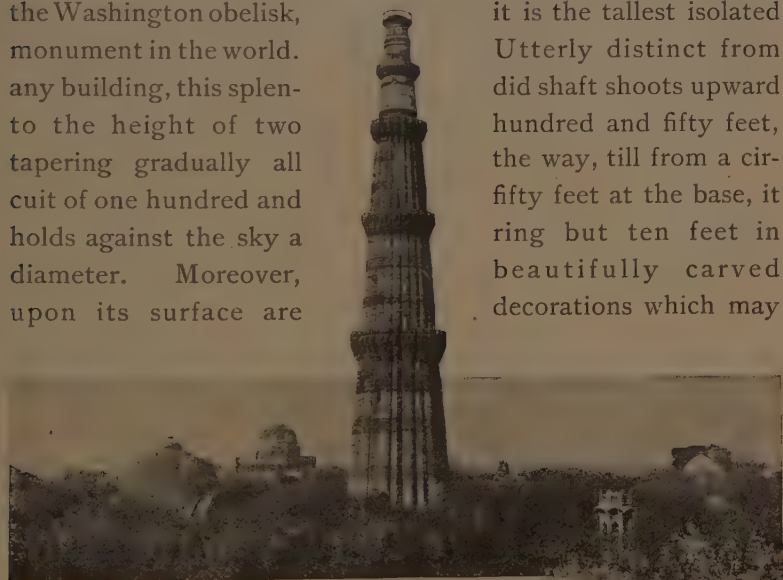 the Washington obelisk, it is the tallest isolated
monument in the world. Utterly distinct from
any building, this splen- did shaft shoots upward
to the height of two hundred and fifty feet,
tapering gradually all the way, till from a cir-
cuit of one hundred and fifty feet at the base, it
holds against the sky a ring but ten feet in
diameter. Moreover, beautifully carved
upon its surface are decorations which may